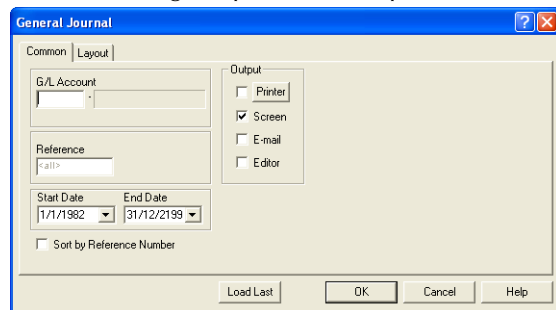 General Journal
Common
Layout
G/L Account
-
Reference
<all>
Start Date
End Date
1/1/1982
31/12/2199
Sort by Reference Number
Output
Printer
Screen
E-mail
Editor
Load Last
OK
Cancel
Help